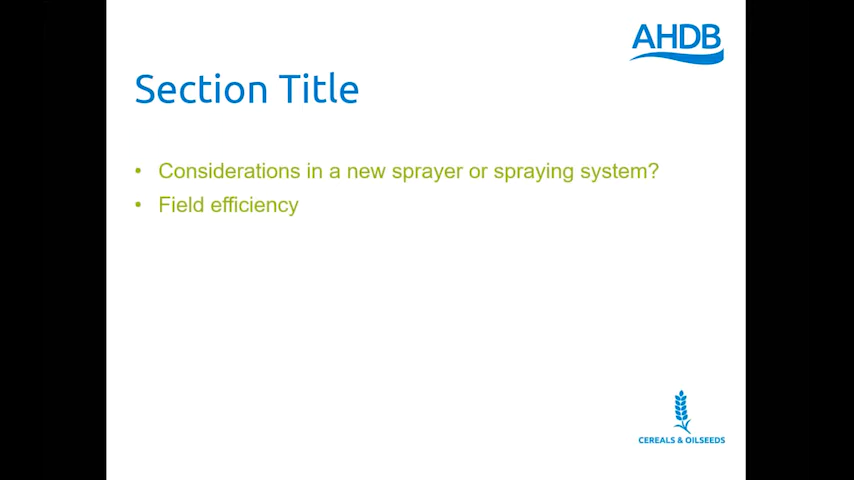 AHDB
Section Title
• Considerations in a new sprayer or spraying system?
• Field efficiency
CEREALS & OILSEEDS